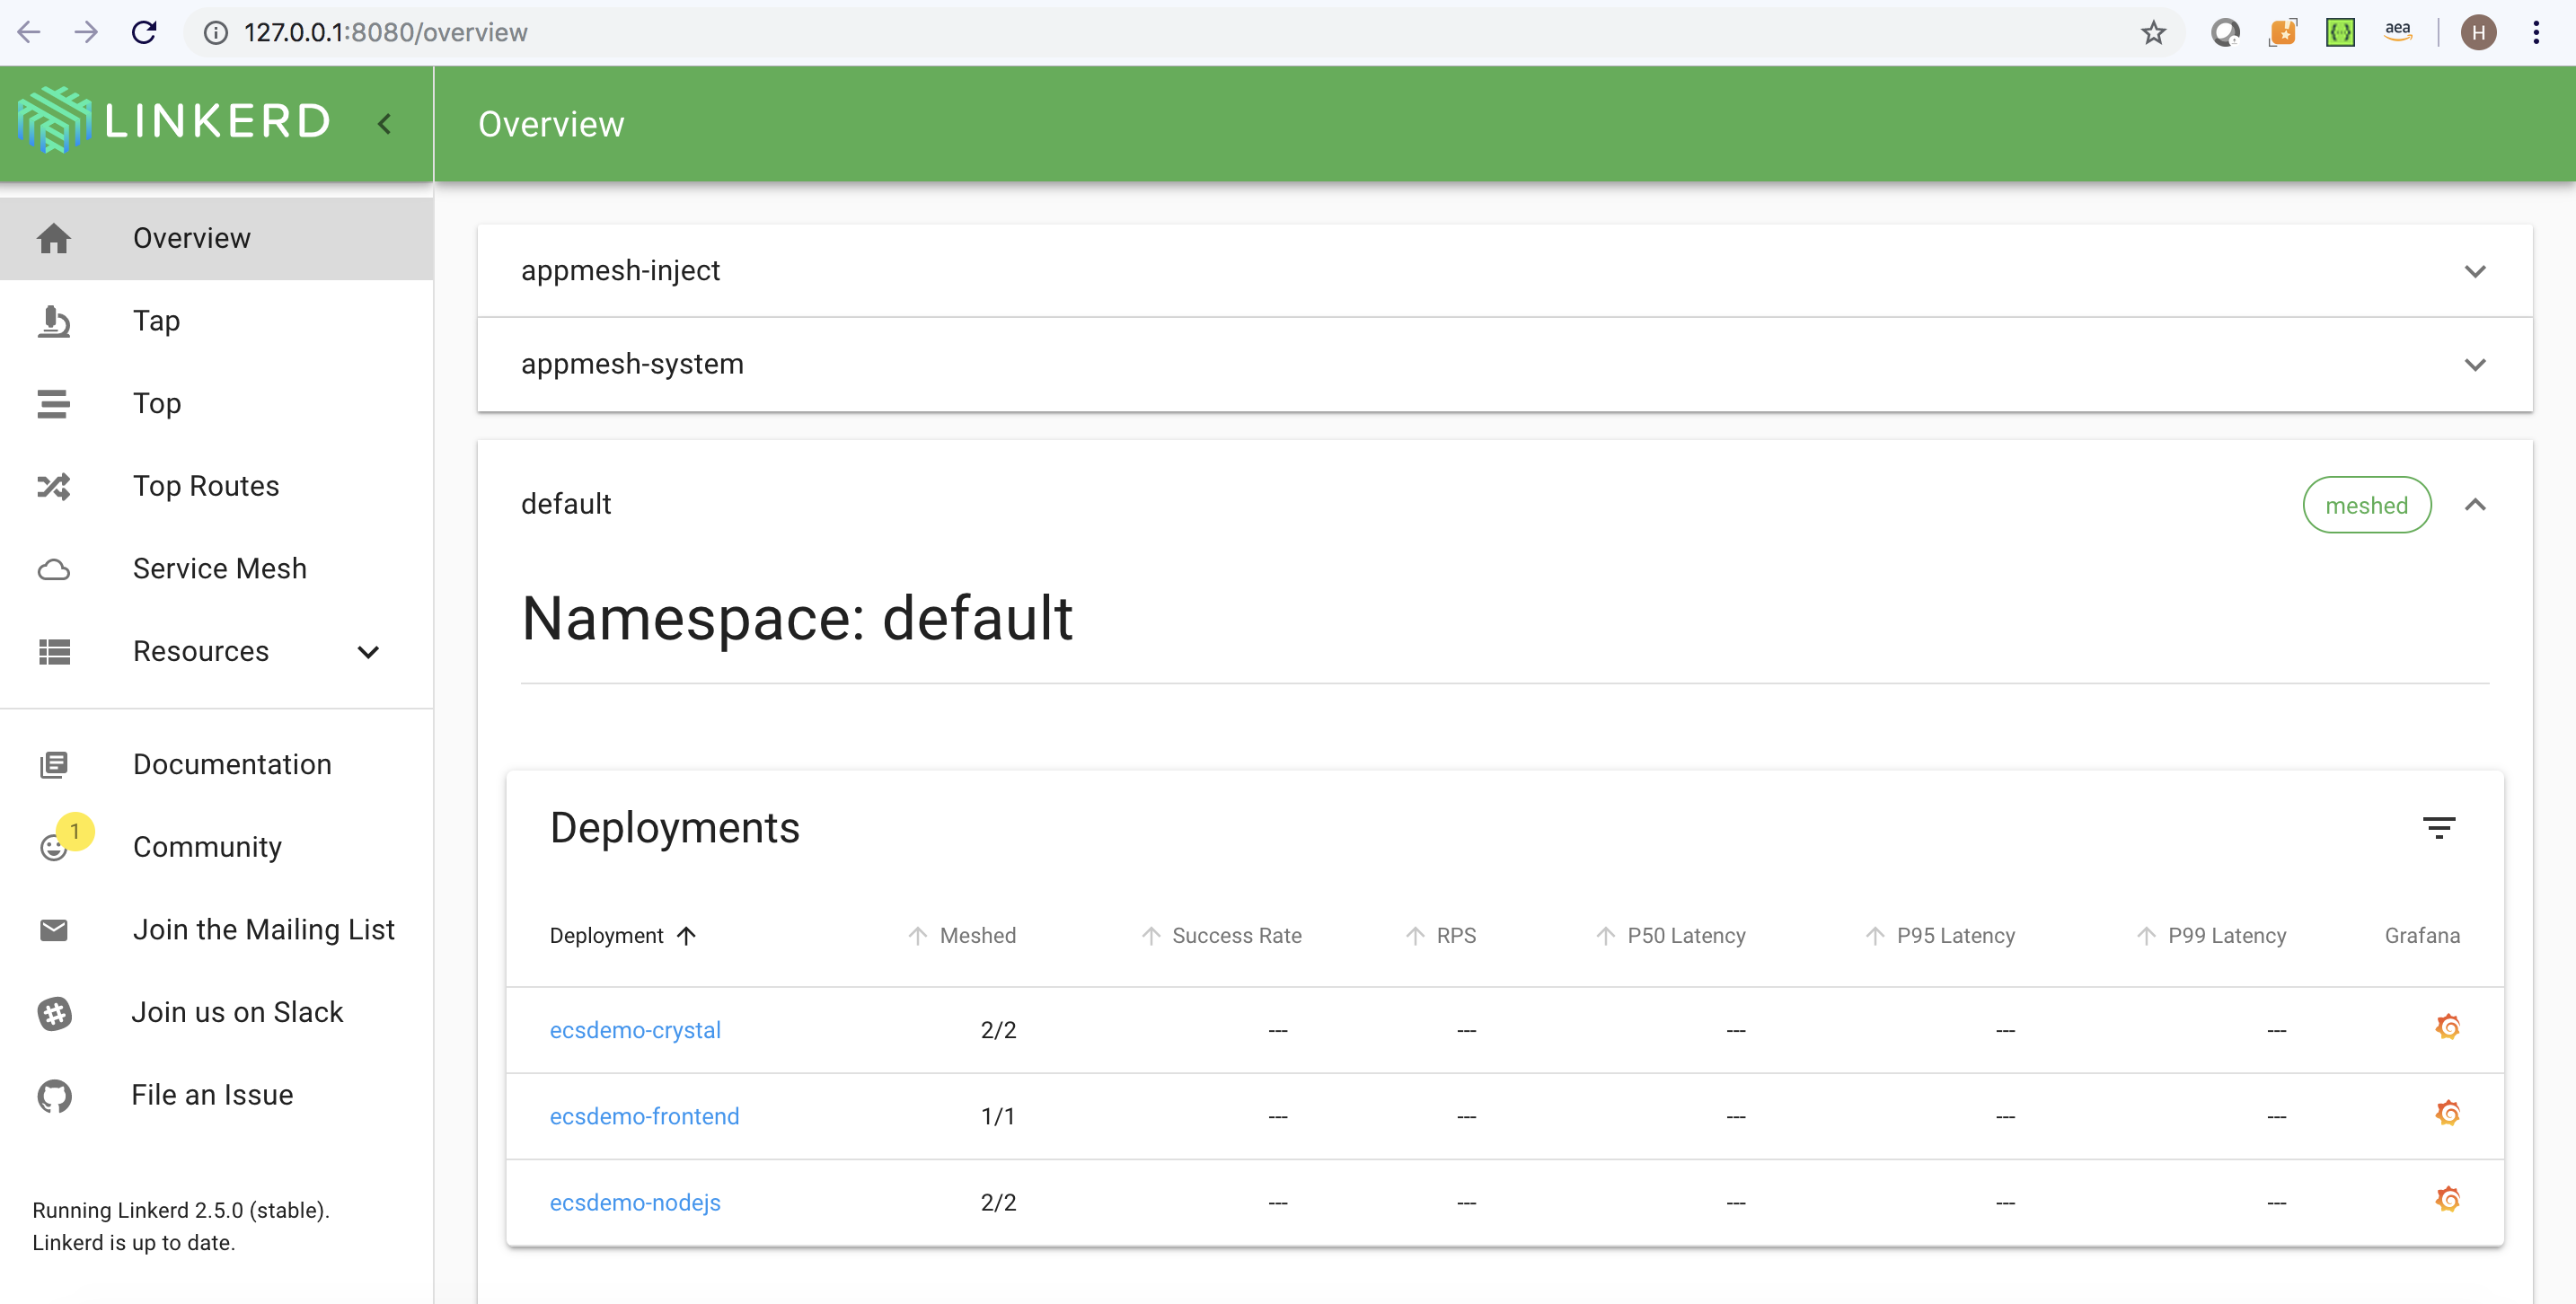 127.0.0.1:8080/overview
aea
H
LINKERD
Overview
Overview
Tap
Top
Top Routes
Service Mesh
Resources
Documentation
1
Community
Join the Mailing List
Join us on Slack
File an Issue
Running Linkerd 2.5.0 (stable).
Linkerd is up to date.
appmesh-inject
appmesh-system
default
meshed
Namespace: default
Deployments
Deployment Meshed Success Rate RPS P50 Latency P95 Latency P99 Latency Grafana
ecsdemo-crystal 2/2 --- --- --- --- ---
ecsdemo-frontend 1/1 --- --- --- --- ---
ecsdemo-nodejs 2/2 --- --- --- --- ---